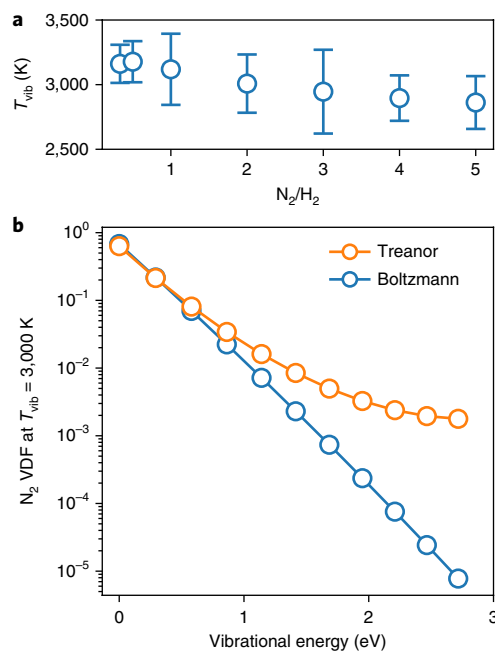 a
3,500
3,000
2,500
T_vib (K)
1 2 3 4 5
N₂/H₂
b
10⁰
10⁻¹
10⁻²
10⁻³
10⁻⁴
10⁻⁵
N₂ VDF at T_vib = 3,000 K
Treanor
Boltzmann
0 1 2 3
Vibrational energy (eV)